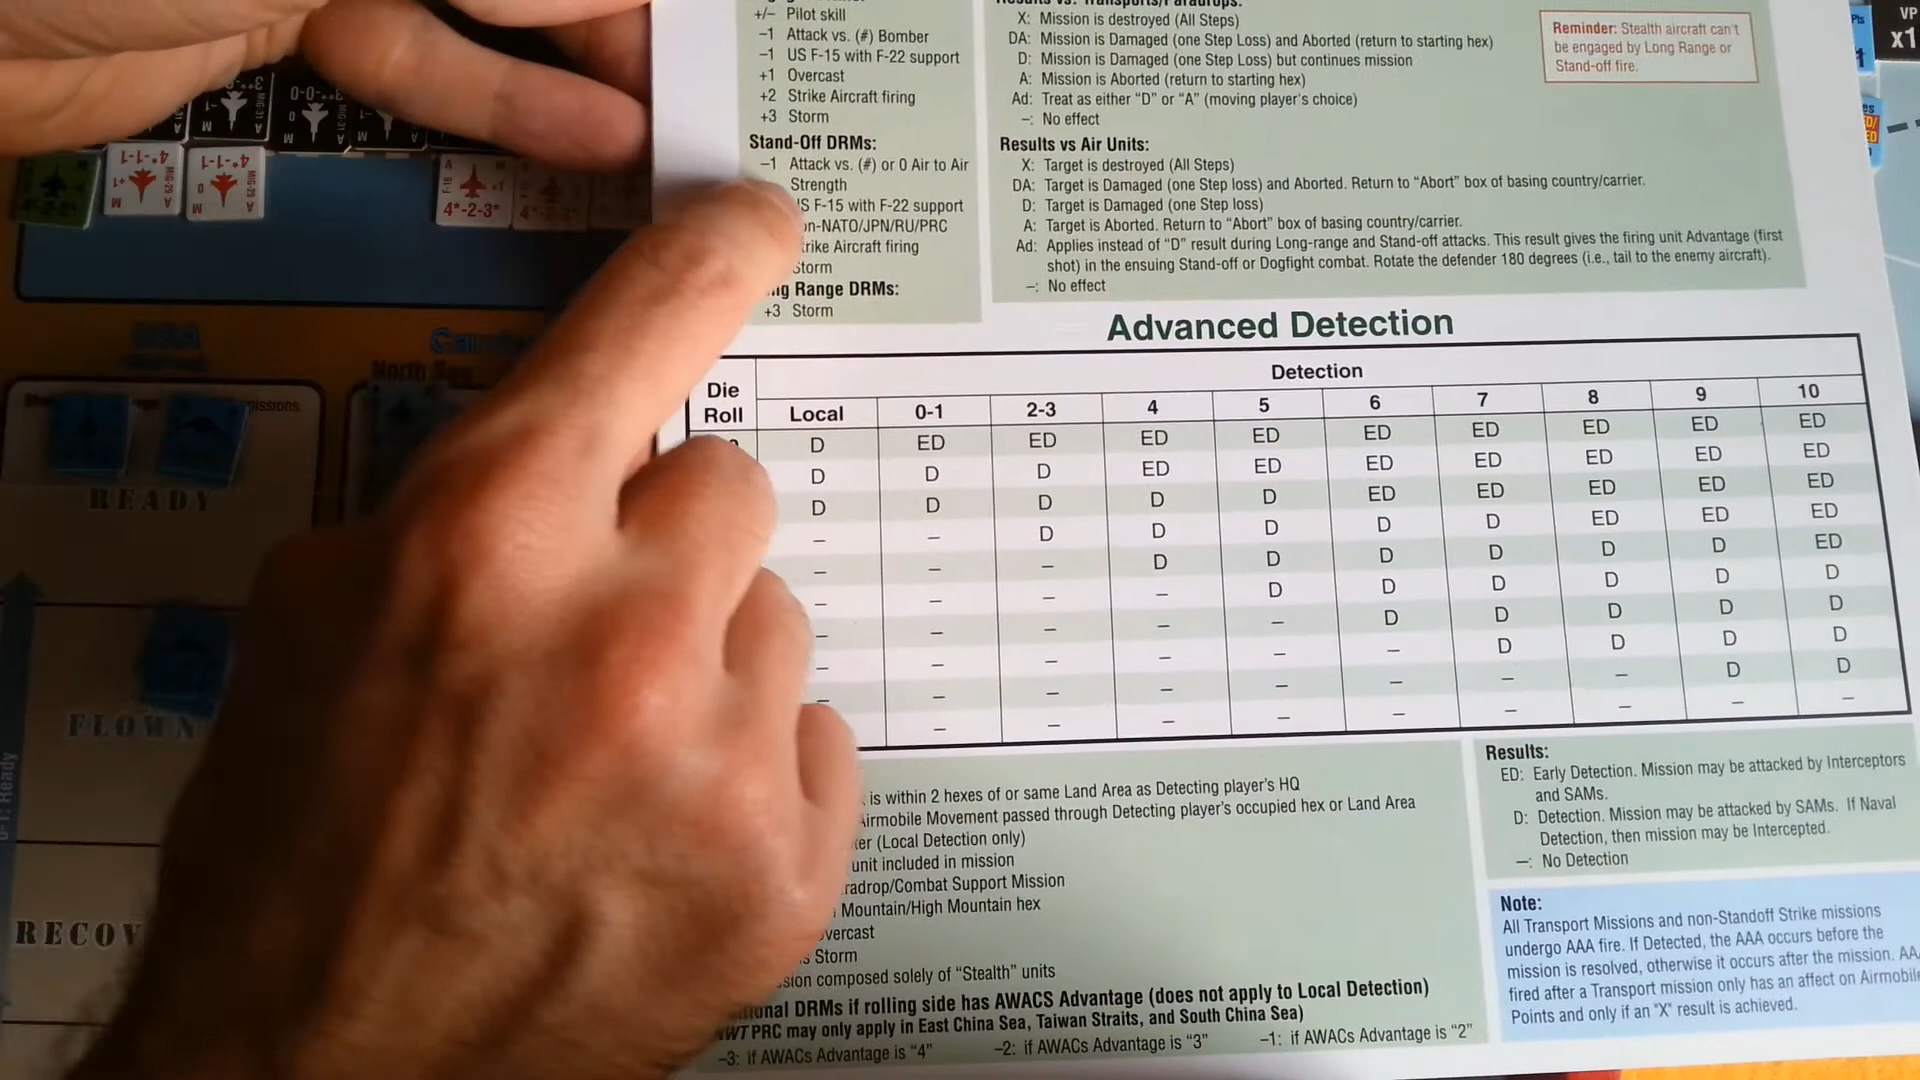 +/– Pilot skill
–1 Attack vs. (#) Bomber
–1 US F-15 with F-22 support
+1 Overcast
+2 Strike Aircraft firing
+3 Storm
Stand-Off DRMs:
–1 Attack vs. (#) or 0 Air to Air
Strength
S F-15 with F-22 support
n-NATO/JPN/RU/PRC
rike Aircraft firing
Storm
g Range DRMs:
+3 Storm
X: Mission is destroyed (All Steps)
DA: Mission is Damaged (one Step Loss) and Aborted (return to starting hex)
D: Mission is Damaged (one Step Loss) but continues mission
A: Mission is Aborted (return to starting hex)
Ad: Treat as either “D” or “A” (moving player's choice)
–: No effect
Results vs Air Units:
X: Target is destroyed (All Steps)
DA: Target is Damaged (one Step loss) and Aborted. Return to “Abort” box of basing country/carrier.
D: Target is Damaged (one Step loss)
A: Target is Aborted. Return to “Abort” box of basing country/carrier.
Ad: Applies instead of “D” result during Long-range and Stand-off attacks. This result gives the firing unit Advantage (first
shot) in the ensuing Stand-off or Dogfight combat. Rotate the defender 180 degrees (i.e., tail to the enemy aircraft).
–: No effect
Reminder: Stealth aircraft can't
be engaged by Long Range or
Stand-off fire.
VP
x1
Advanced Detection
Die
Roll
Detection
Local 0-1 2-3 4 5 6 7 8 9 10
D ED ED ED ED ED ED ED ED ED
D D D ED ED ED ED ED ED ED
D D D D D ED ED ED ED ED
– – D D D D D ED ED ED
– – – D D D D D D ED
– – – – D D D D D D
– – – – – D D D D D
– – – – – – D D D D
– – – – – – – – D D
– – – – – – – – –
is within 2 hexes of or same Land Area as Detecting player's HQ
Airmobile Movement passed through Detecting player's occupied hex or Land Area
ter (Local Detection only)
unit included in mission
radrop/Combat Support Mission
Mountain/High Mountain hex
vercast
s Storm
sion composed solely of “Stealth” units
onal DRMs if rolling side has AWACS Advantage (does not apply to Local Detection)
NWT PRC may only apply in East China Sea, Taiwan Straits, and South China Sea)
–3: if AWACs Advantage is “4” –2: if AWACs Advantage is “3” –1: if AWACs Advantage is “2”
Results:
ED: Early Detection. Mission may be attacked by Interceptors
and SAMs.
D: Detection. Mission may be attacked by SAMs. If Naval
Detection, then mission may be Intercepted.
–: No Detection
Note:
All Transport Missions and non-Standoff Strike missions
undergo AAA fire. If Detected, the AAA occurs before the
mission is resolved, otherwise it occurs after the mission. AA
fired after a Transport mission only has an affect on Airmobile
Points and only if an "X" result is achieved.
North Sea
issions.
READY
FLOWN
RECOV
4*-2-3*